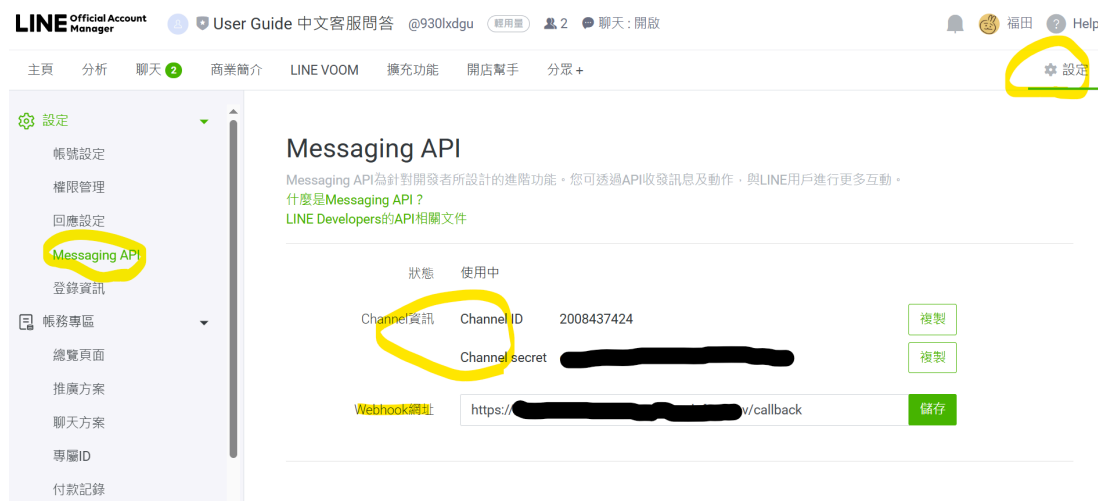 LINE Official Account Manager User Guide 中文客服問答 @930lxdgu 輕用量 2 聊天 : 開啟 福田 ? Help
主頁 分析 聊天 2 商業簡介 LINE VOOM 擴充功能 開店幫手 分眾 + 設定
設定
帳號設定
權限管理
回應設定
Messaging API
登錄資訊
帳務專區
總覽頁面
推廣方案
聊天方案
專屬ID
付款記錄
Messaging API
Messaging API為針對開發者所設計的進階功能。您可透過API收發訊息及動作，與LINE用戶進行更多互動。
什麼是Messaging API？
LINE Developers的API相關文件
狀態 使用中
Channel資訊 Channel ID 2008437424 複製
Channel secret 複製
Webhook網址 https:/ v/callback 儲存